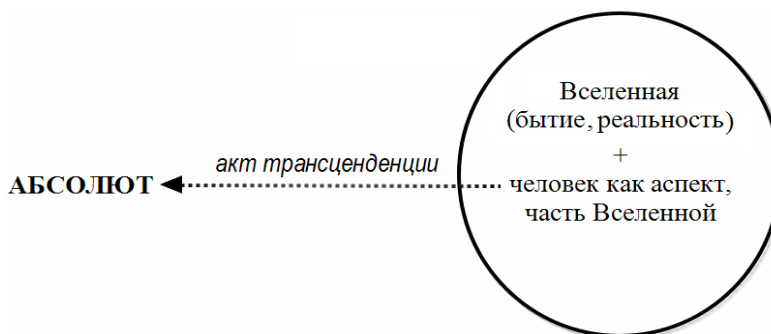 Вселенная
(бытие, реальность)
+
акт трансценденции
АБСОЛЮТ
человек как аспект,
часть Вселенной